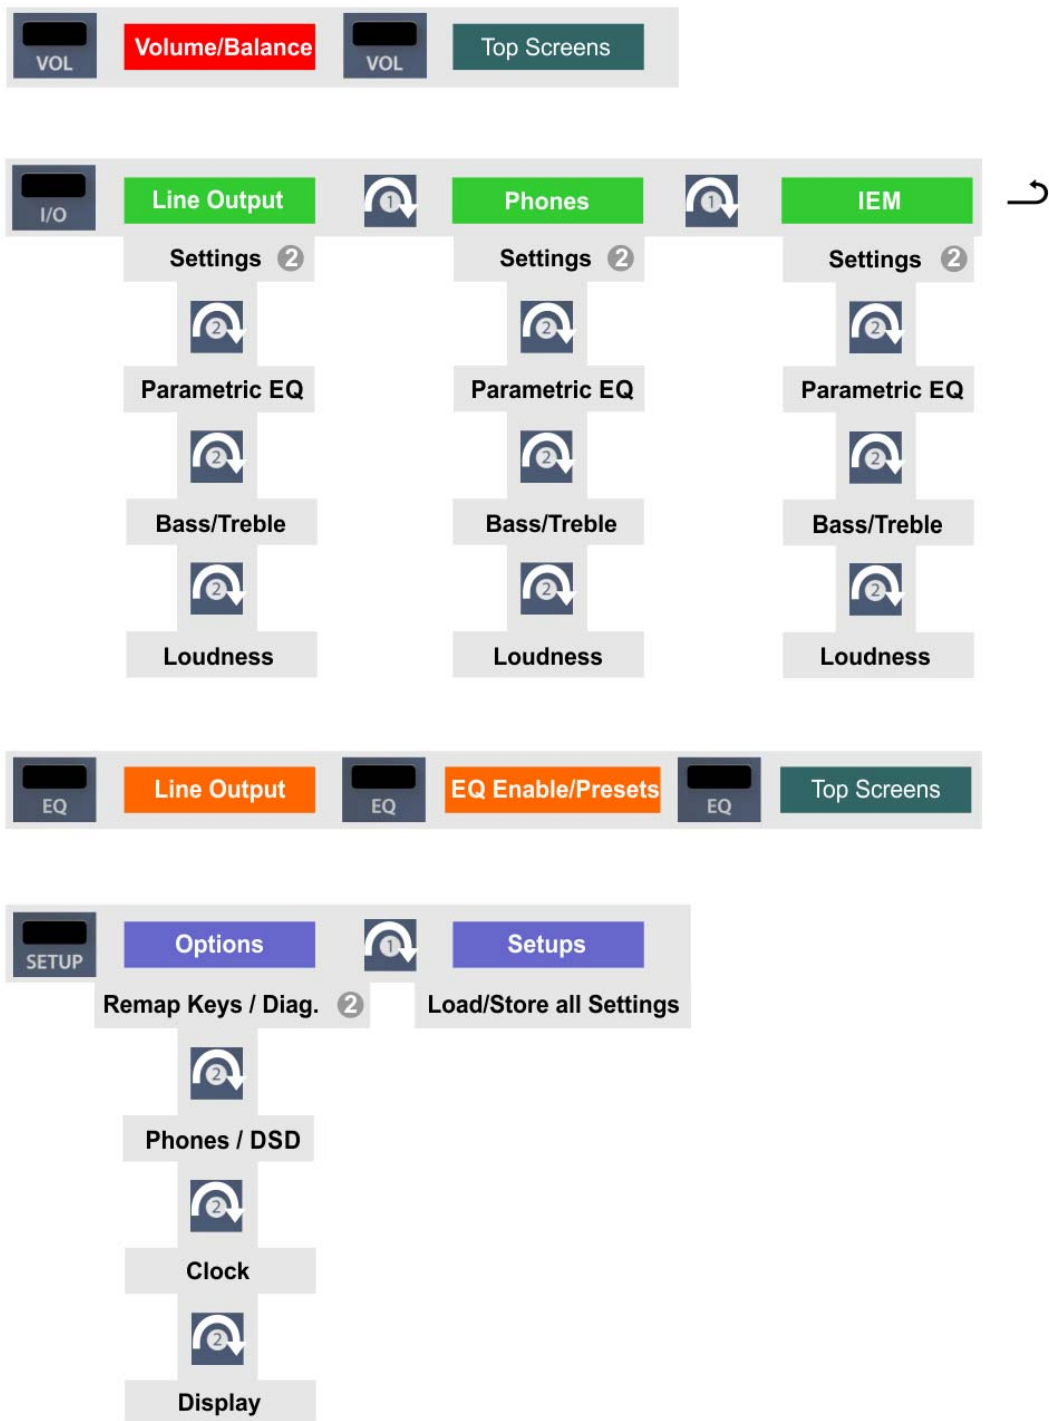 VOL Volume/Balance VOL Top Screens
I/O Line Output 1 Phones 1 IEM
Settings 2 Settings 2 Settings 2
2 2 2
Parametric EQ Parametric EQ Parametric EQ
2 2 2
Bass/Treble Bass/Treble Bass/Treble
2 2 2
Loudness Loudness Loudness
EQ Line Output EQ EQ Enable/Presets EQ Top Screens
SETUP Options 1 Setups
Remap Keys / Diag. 2 Load/Store all Settings
2
Phones / DSD
2
Clock
2
Display